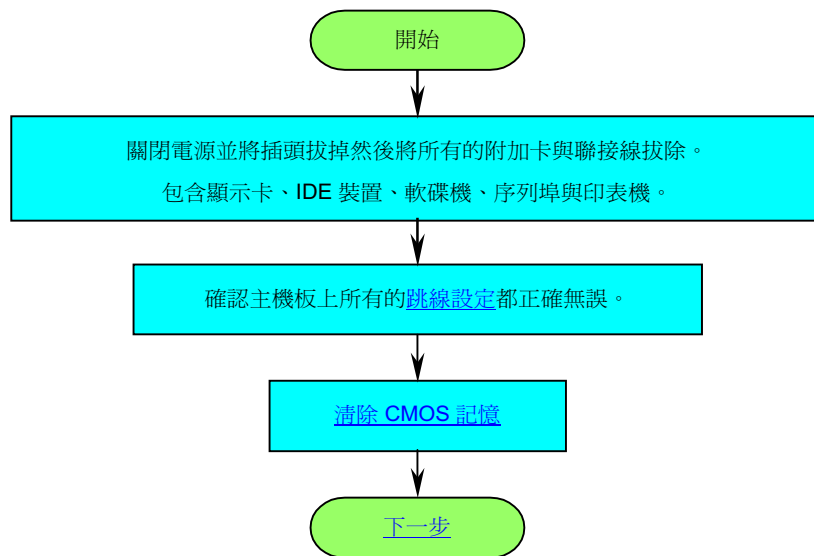 開始
關閉電源並將插頭拔掉然後將所有的附加卡與聯接線拔除。
包含顯示卡、IDE 裝置、軟碟機、序列埠與印表機。
確認主機板上所有的跳線設定都正確無誤。
清除 CMOS 記憶
下一步